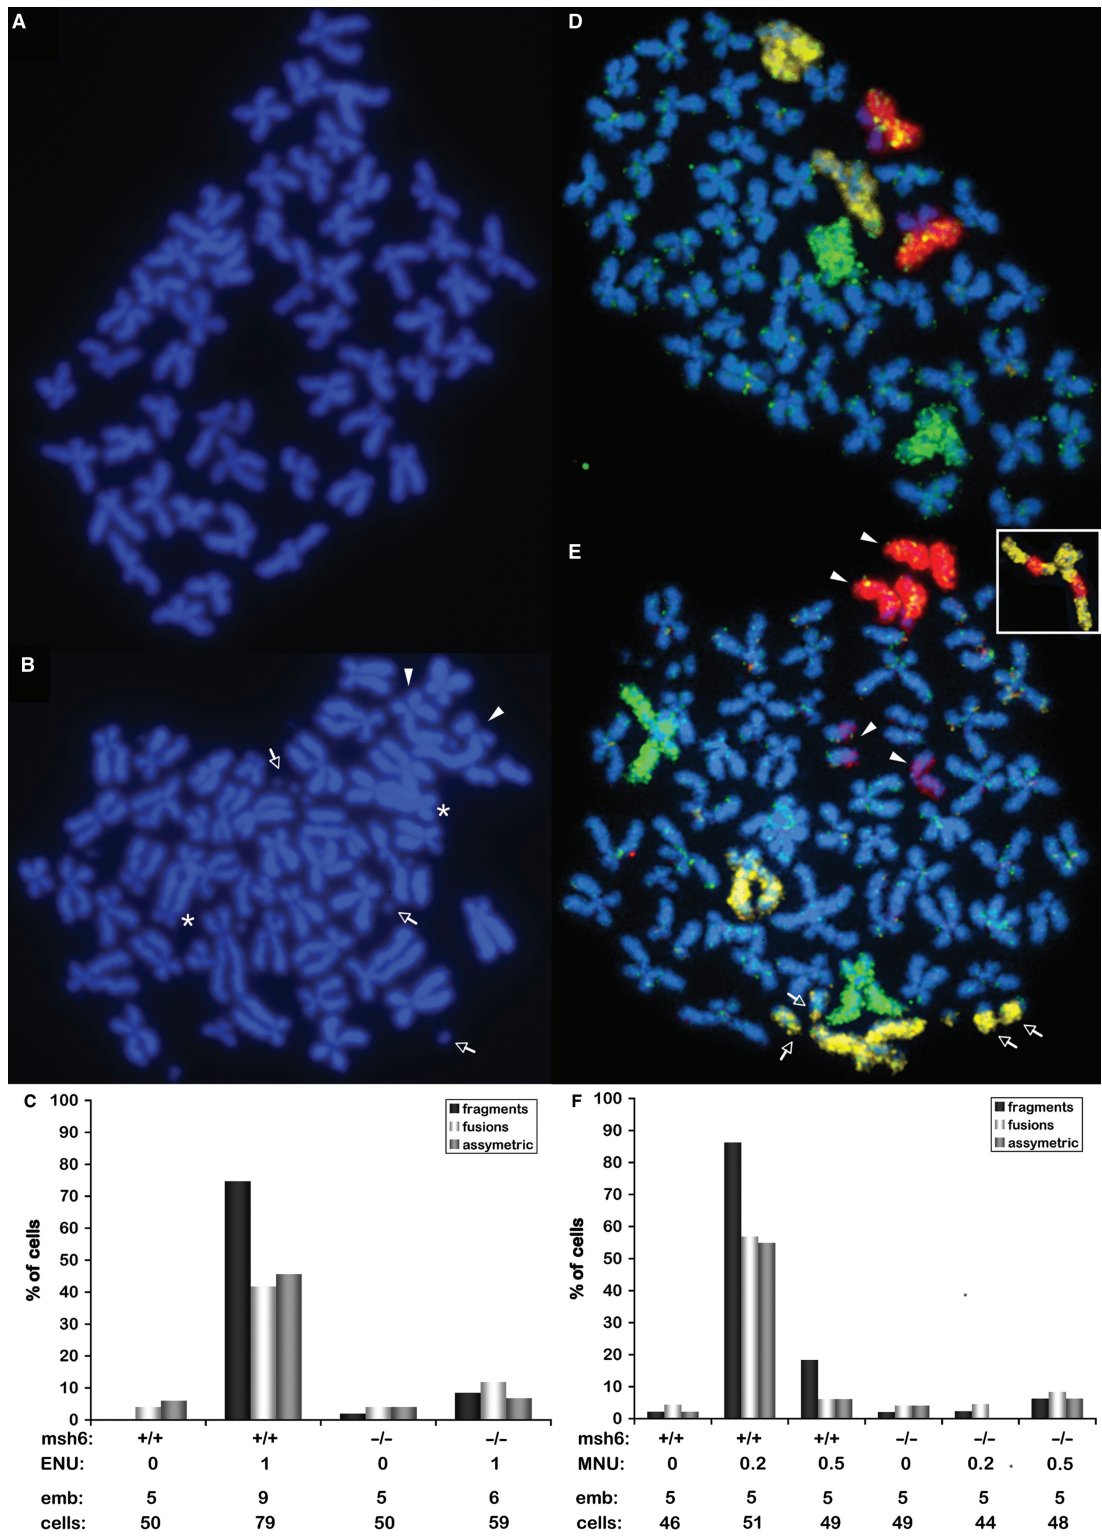 A
D
E
B
*
*
C
100
90
80
70
60
50
40
30
20
10
0
% of cells
fragments
fusions
assymetric
msh6: +/+ +/+ –/– –/–
ENU: 0 1 0 1
emb: 5 9 5 6
cells: 50 79 50 59
F
100
90
80
70
60
50
40
30
20
10
0
% of cells
fragments
fusions
assymetric
msh6: +/+ +/+ +/+ –/– –/– –/–
MNU: 0 0.2 0.5 0 0.2 0.5
emb: 5 5 5 5 5 5
cells: 46 51 49 49 44 48